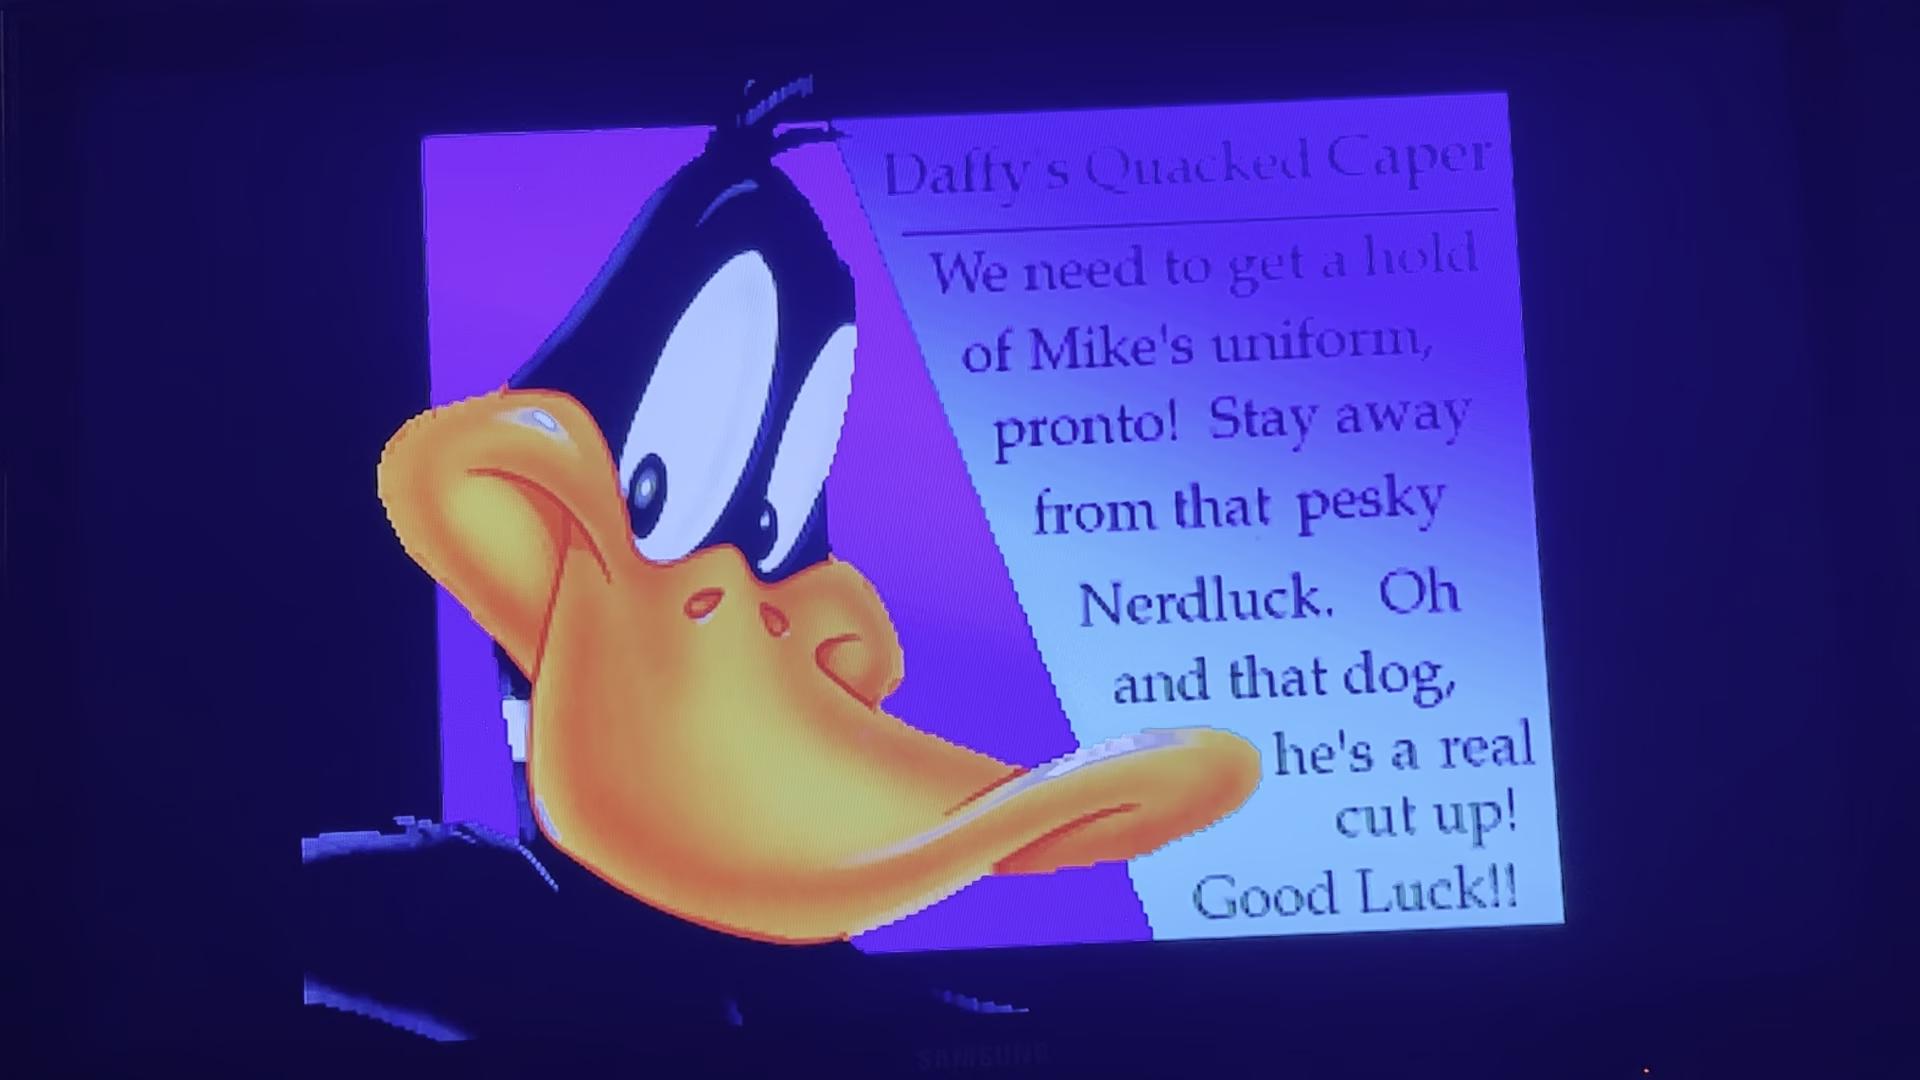 Daffy's Quacked Caper
We need to get a hold
of Mike's uniform,
pronto! Stay away
from that pesky
Nerdluck. Oh
and that dog,
he's a real
cut up!
Good Luck!!
SAMSUNG